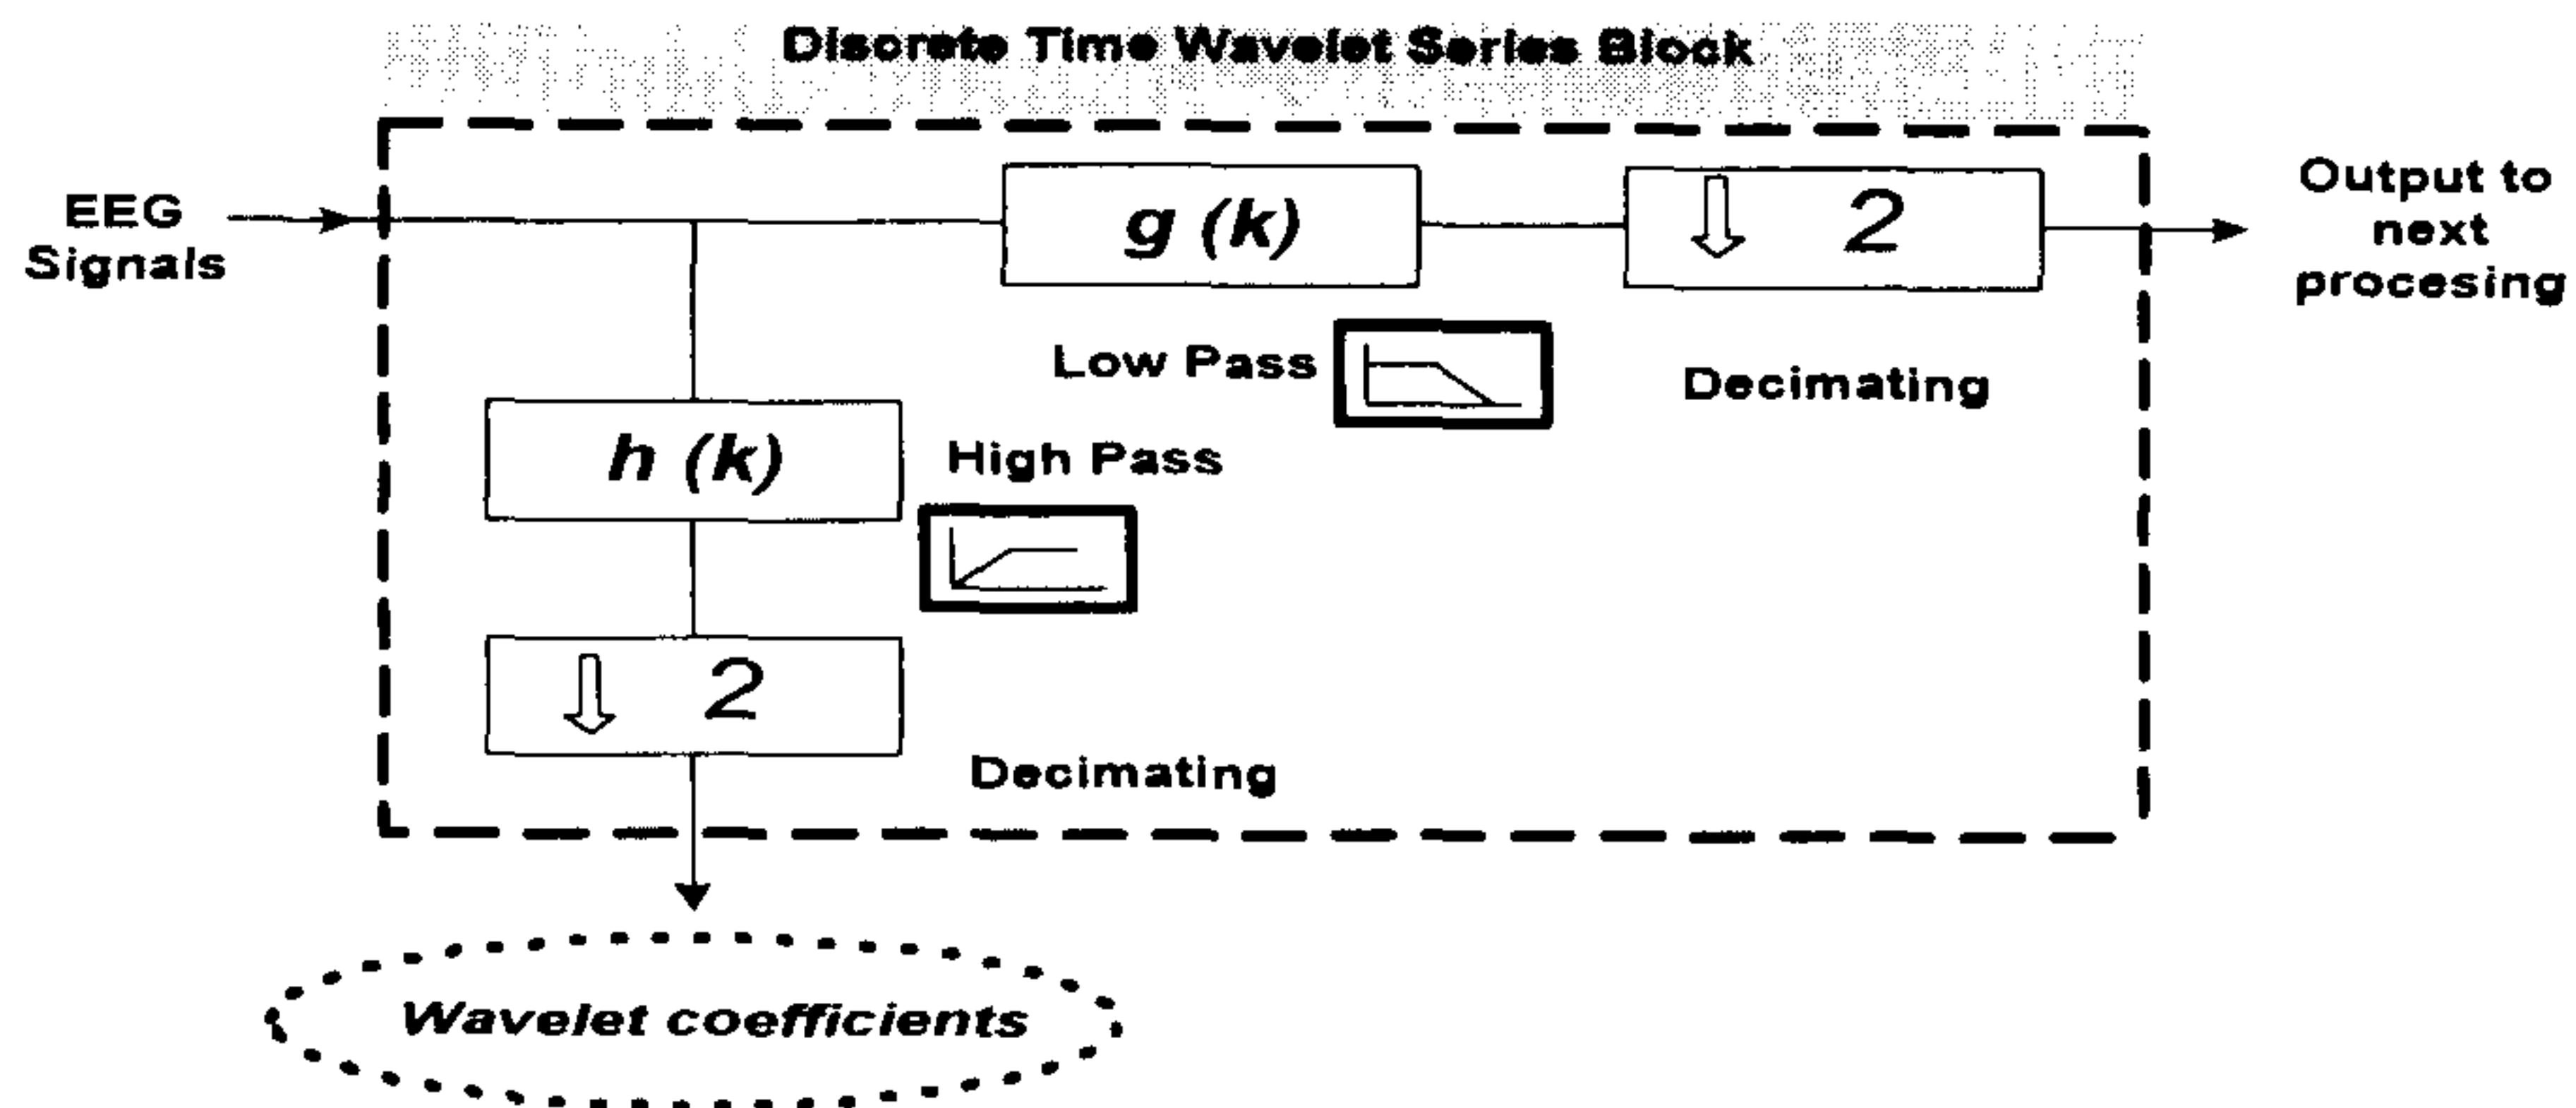 Discrete Time Wavelet Series Block
EEG
Signals
g (k)
⇩ 2
Output to
next
procesing
Low Pass
Decimating
h (k)
High Pass
⇩ 2
Decimating
Wavelet coefficients